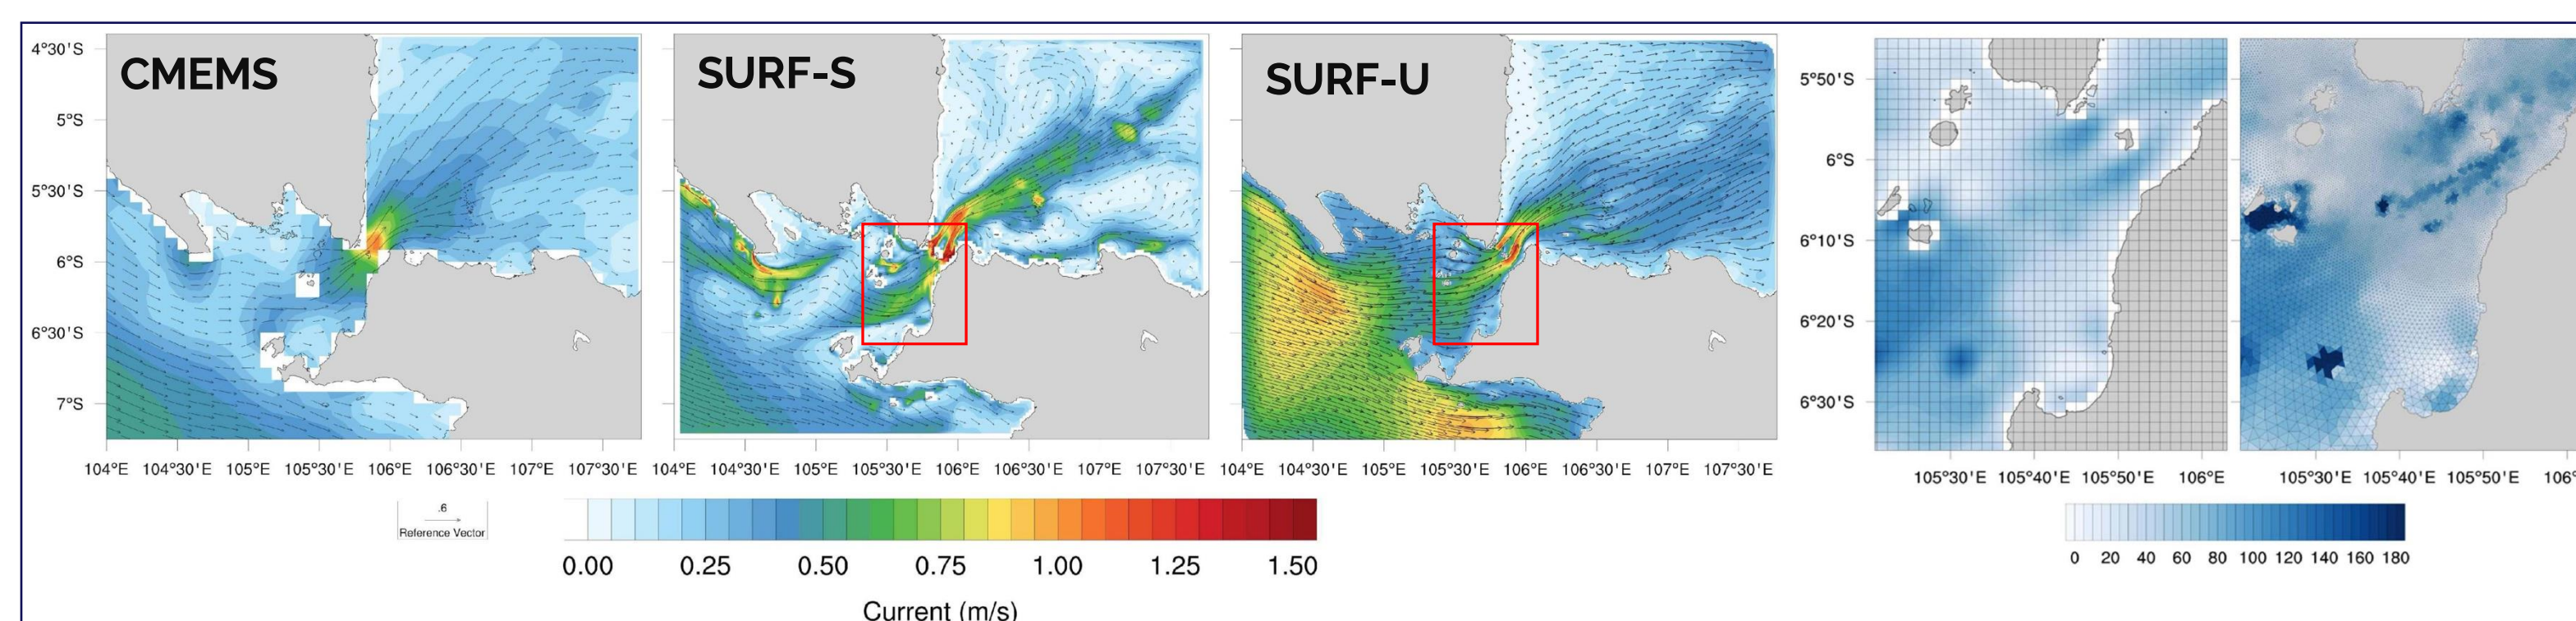 CMEMS
SURF-S
SURF-U
4°30'S
5°S
5°30'S
6°S
6°30'S
7°S
104°E 104°30'E 105°E 105°30'E 106°E 106°30'E 107°E 107°30'E
104°E 104°30'E 105°E 105°30'E 106°E 106°30'E 107°E 107°30'E
104°E 104°30'E 105°E 105°30'E 106°E 106°30'E 107°E 107°30'E
.6
Reference Vector
0.00 0.25 0.50 0.75 1.00 1.25 1.50
Current (m/s)
5°50'S
6°S
6°10'S
6°20'S
6°30'S
105°30'E 105°40'E 105°50'E 106°E
105°30'E 105°40'E 105°50'E 106°
0 20 40 60 80 100 120 140 160 180